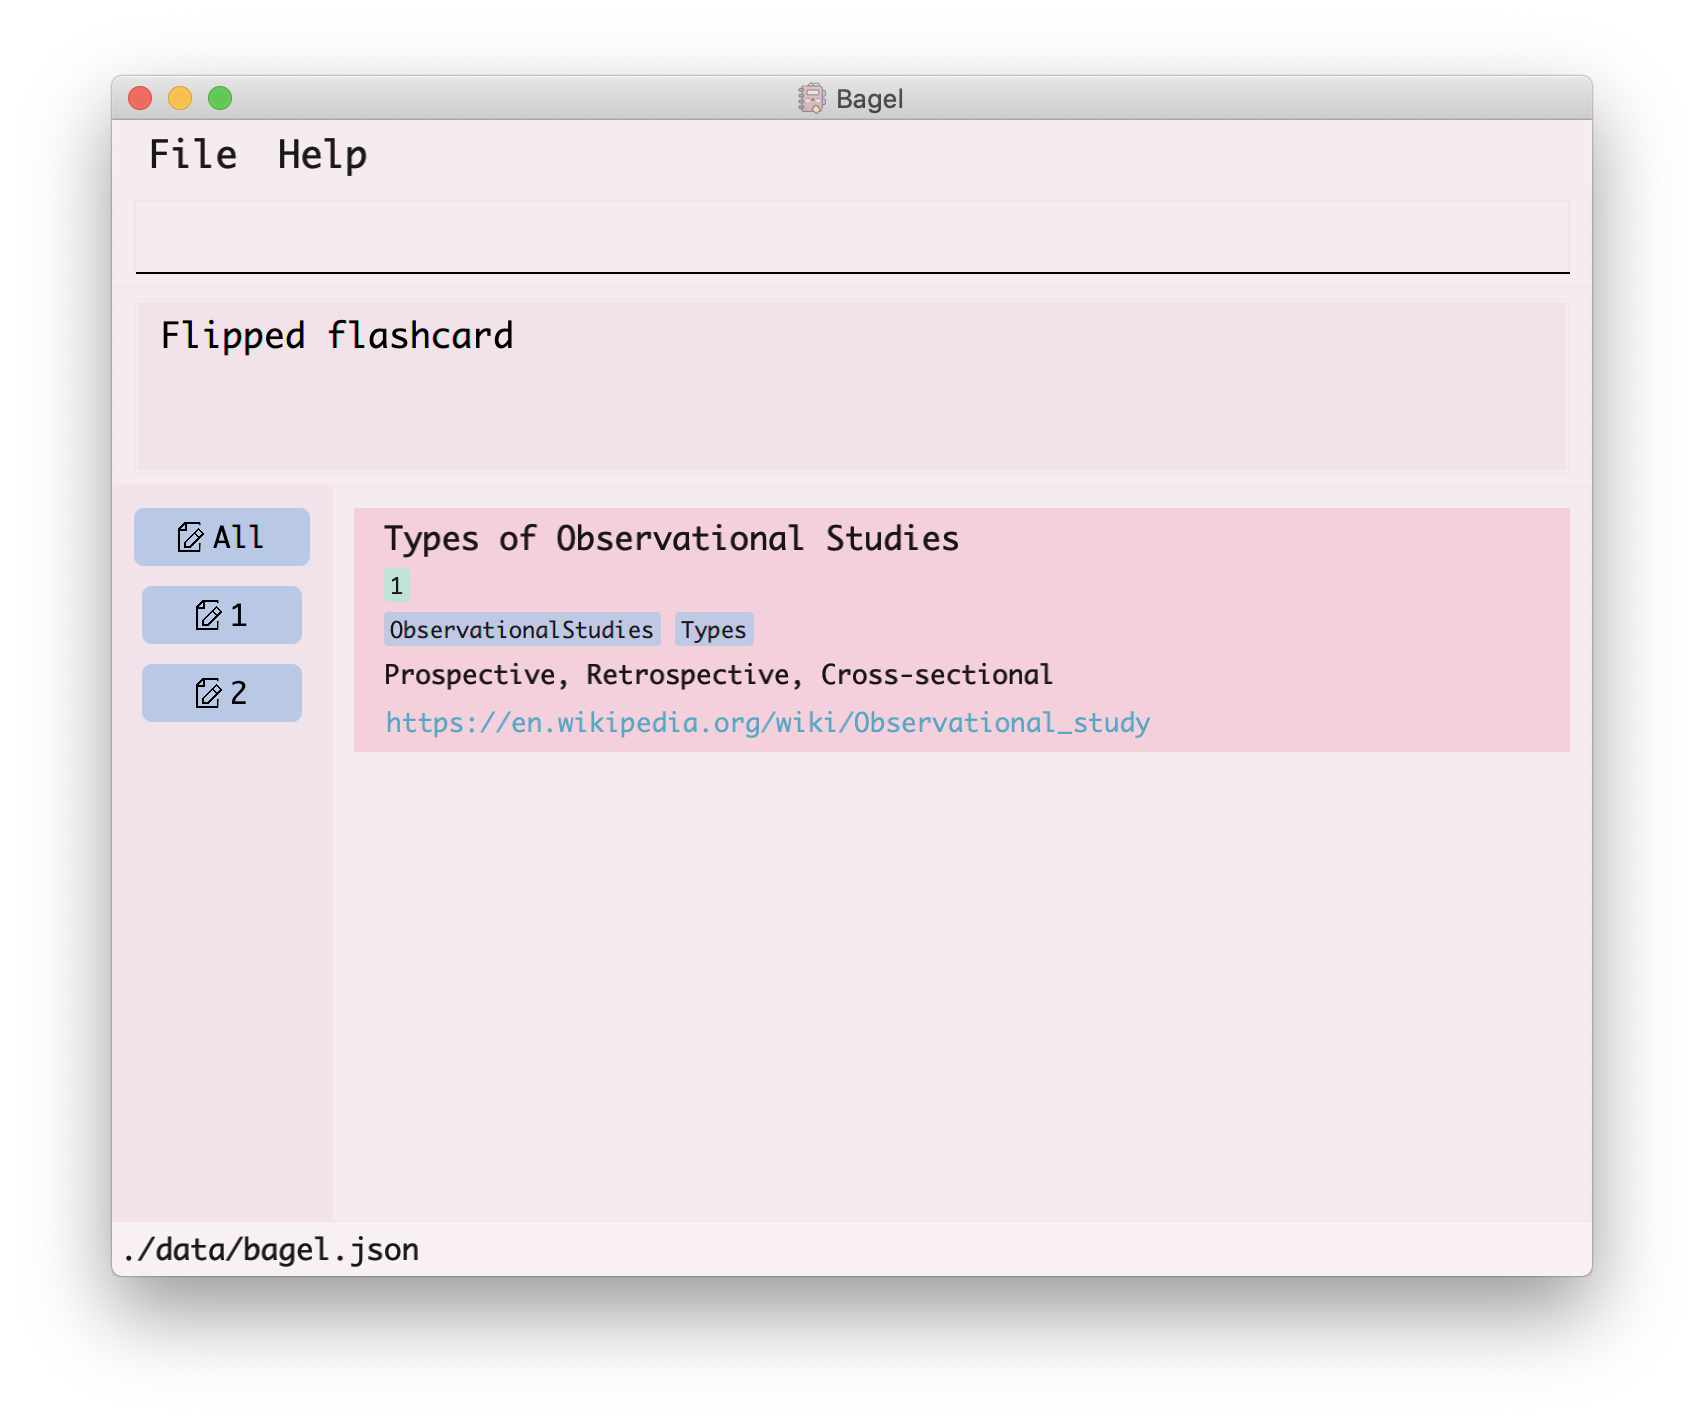 Bagel
File Help
Flipped flashcard
All
1
2
Types of Observational Studies
1
ObservationalStudies Types
Prospective, Retrospective, Cross-sectional
https://en.wikipedia.org/wiki/Observational_study
./data/bagel.json